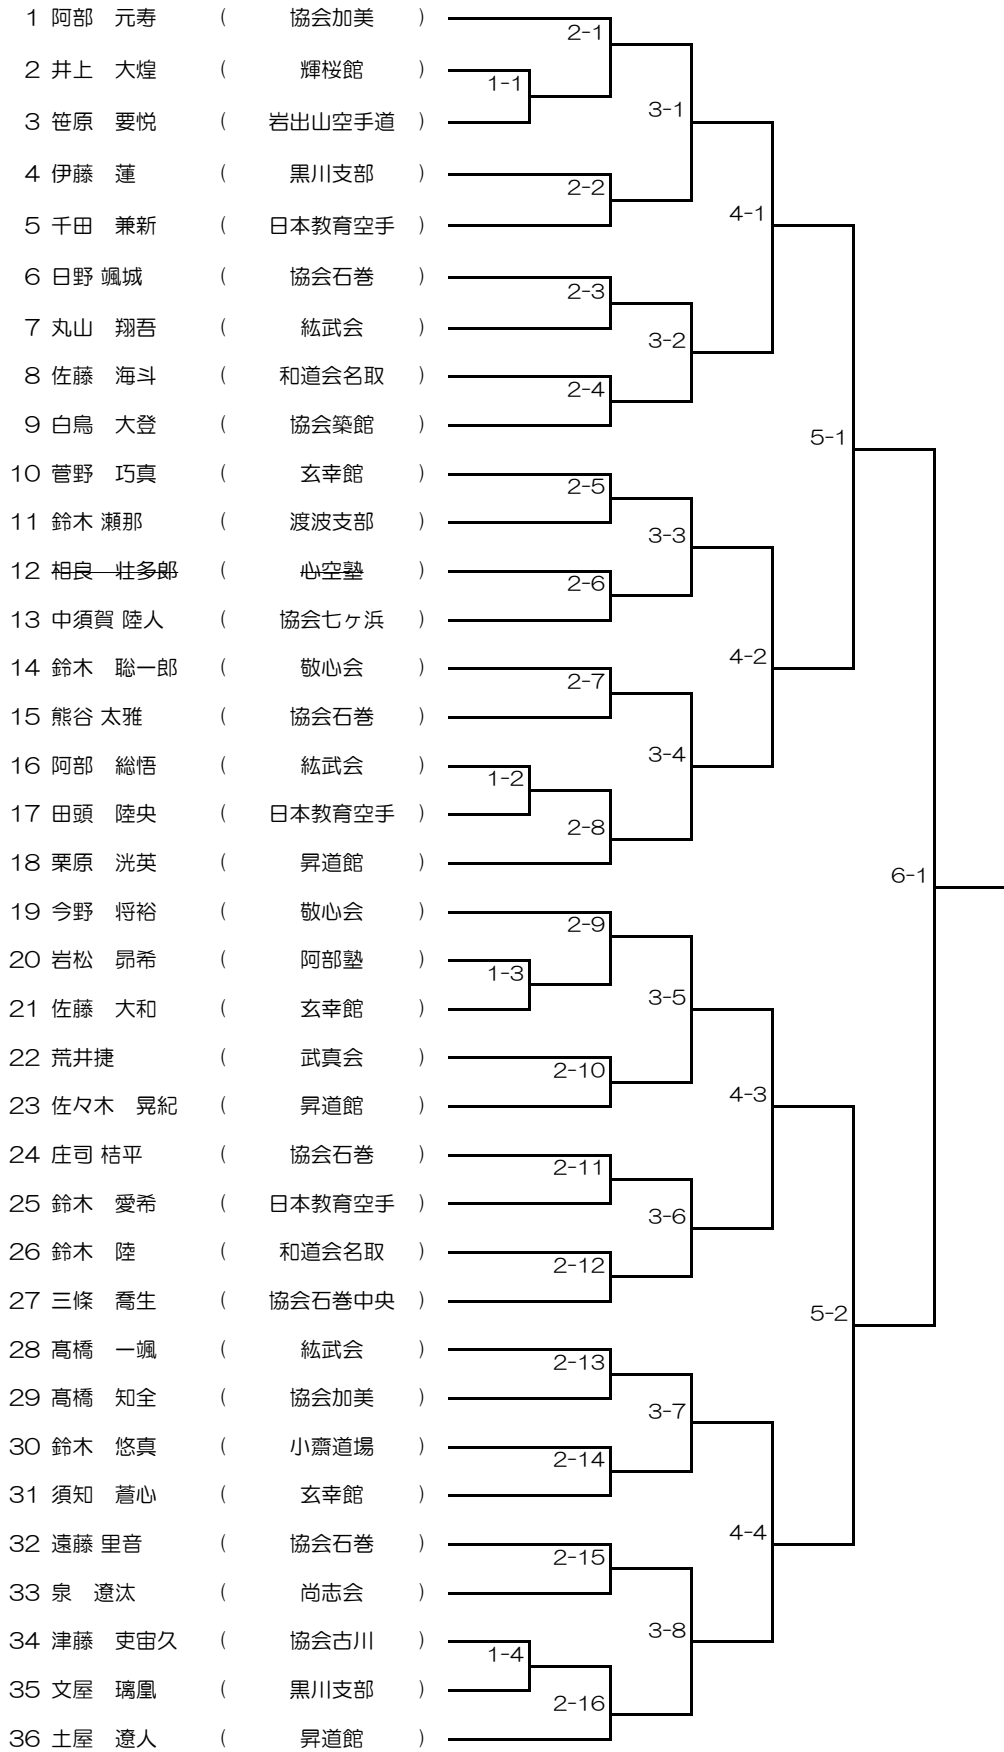 1 阿部　元寿 ( 協会加美 )
2-1
2 井上　大煌 ( 輝桜館 )
1-1
3-1
3 笹原　要悦 ( 岩出山空手道 )
4 伊藤　蓮 ( 黒川支部 )
2-2
4-1
5 千田　兼新 ( 日本教育空手 )
6 日野 颯城 ( 協会石巻 )
2-3
7 丸山　翔吾 ( 紘武会 )
3-2
8 佐藤　海斗 ( 和道会名取 )
2-4
9 白鳥　大登 ( 協会築館 )
5-1
10 菅野　巧真 ( 玄幸館 )
2-5
11 鈴木 瀬那 ( 渡波支部 )
3-3
12 相良　壮多郎 ( 心空塾 )
2-6
13 中須賀 陸人 ( 協会七ヶ浜 )
4-2
14 鈴木　聡一郎 ( 敬心会 )
2-7
15 熊谷 太雅 ( 協会石巻 )
3-4
16 阿部　総悟 ( 紘武会 )
1-2
17 田頭　陸央 ( 日本教育空手 )
2-8
18 栗原　洸英 ( 昇道館 )
6-1
19 今野　将裕 ( 敬心会 )
2-9
20 岩松　昴希 ( 阿部塾 )
1-3
3-5
21 佐藤　大和 ( 玄幸館 )
22 荒井捷 ( 武真会 )
2-10
4-3
23 佐々木　晃紀 ( 昇道館 )
24 庄司 桔平 ( 協会石巻 )
2-11
25 鈴木　愛希 ( 日本教育空手 )
3-6
26 鈴木　陸 ( 和道会名取 )
2-12
27 三條　喬生 ( 協会石巻中央 )
5-2
28 髙橋　一颯 ( 紘武会 )
2-13
29 髙橋　知全 ( 協会加美 )
3-7
30 鈴木　悠真 ( 小齋道場 )
2-14
31 須知　蒼心 ( 玄幸館 )
4-4
32 遠藤 里音 ( 協会石巻 )
2-15
33 泉　遼汰 ( 尚志会 )
3-8
34 津藤　吏宙久 ( 協会古川 )
1-4
35 文屋　璃凰 ( 黒川支部 )
2-16
36 土屋　遼人 ( 昇道館 )